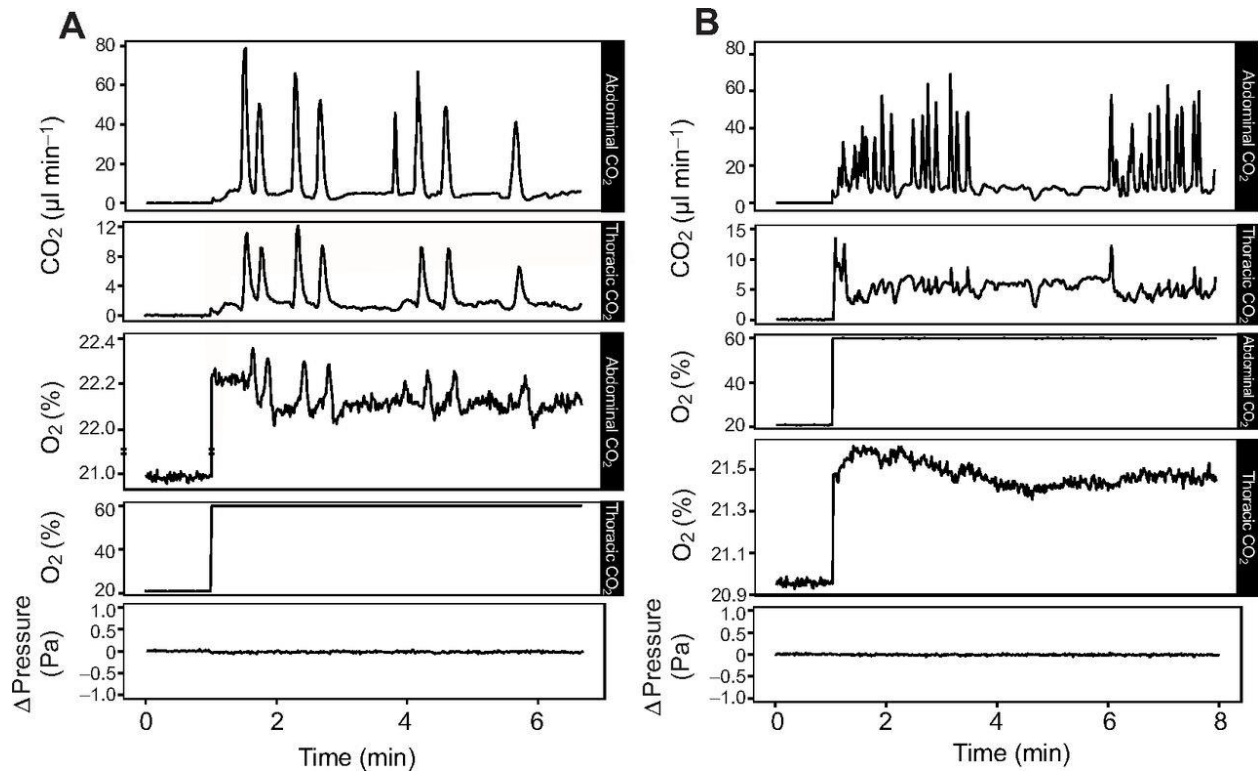 A
CO₂ (µl min⁻¹)
80
60
40
20
0
Abdominal CO₂
12
8
4
0
Thoracic CO₂
O₂ (%)
22.4
22.2
22.0
21.0
Abdominal CO₂
O₂ (%)
60
40
20
Thoracic CO₂
Δ Pressure
(Pa)
1.0
0.5
0
−0.5
−1.0
0 2 4 6
Time (min)
B
CO₂ (µl min⁻¹)
80
60
40
20
0
Abdominal CO₂
15
10
5
0
Thoracic CO₂
O₂ (%)
60
40
20
Abdominal CO₂
O₂ (%)
21.5
21.3
21.1
20.9
Thoracic CO₂
Δ Pressure
(Pa)
1.0
0.5
0
−0.5
−1.0
0 2 4 6 8
Time (min)